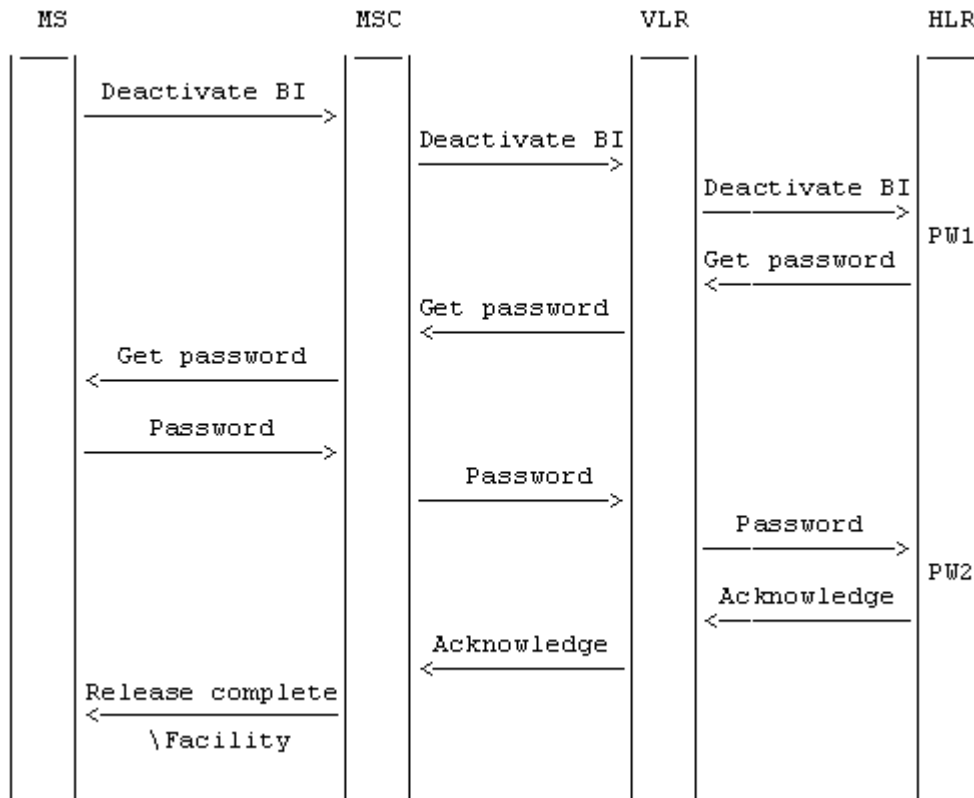 MS MSC VLR HLR
Deactivate BI
Deactivate BI
Deactivate BI
PW1
Get password
Get password
Get password
Password
Password
Password
PW2
Acknowledge
Acknowledge
Release complete
\Facility